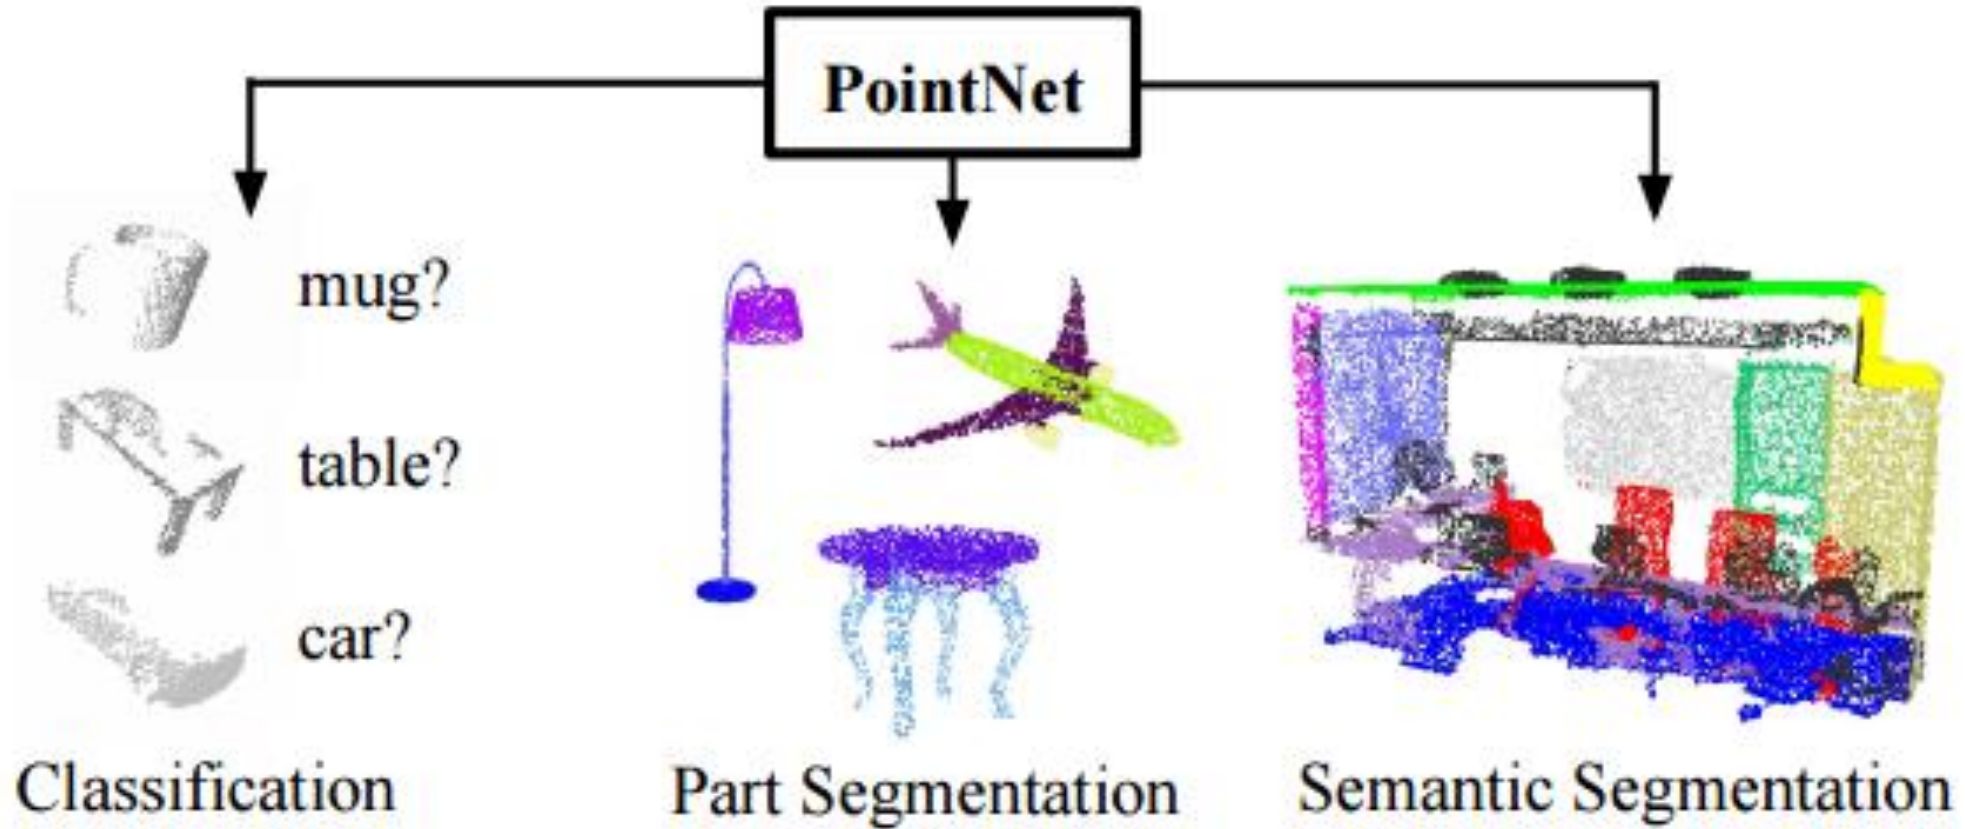 PointNet
mug?
table?
car?
Classification
Part Segmentation
Semantic Segmentation